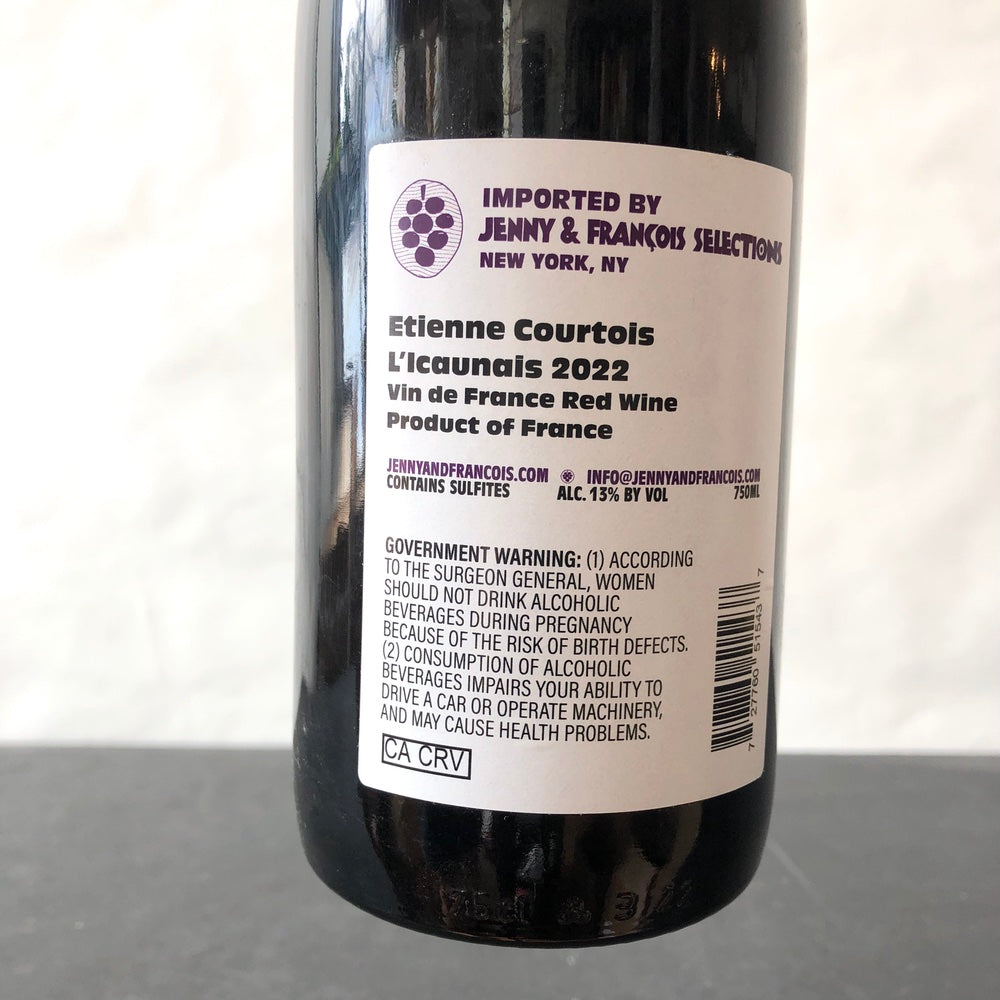 IMPORTED BY
JENNY & FRANÇOIS SELECTIONS
NEW YORK, NY
Etienne Courtois
L'Icaunais 2022
Vin de France Red Wine
Product of France
JENNYANDFRANCOIS.COM INFO@JENNYANDFRANCOIS.COM
CONTAINS SULFITES ALC. 13% BY VOL 750ML
GOVERNMENT WARNING: (1) ACCORDING
TO THE SURGEON GENERAL, WOMEN
SHOULD NOT DRINK ALCOHOLIC
BEVERAGES DURING PREGNANCY
BECAUSE OF THE RISK OF BIRTH DEFECTS.
(2) CONSUMPTION OF ALCOHOLIC
BEVERAGES IMPAIRS YOUR ABILITY TO
DRIVE A CAR OR OPERATE MACHINERY,
AND MAY CAUSE HEALTH PROBLEMS.
CA CRV
7 27760 51543 7